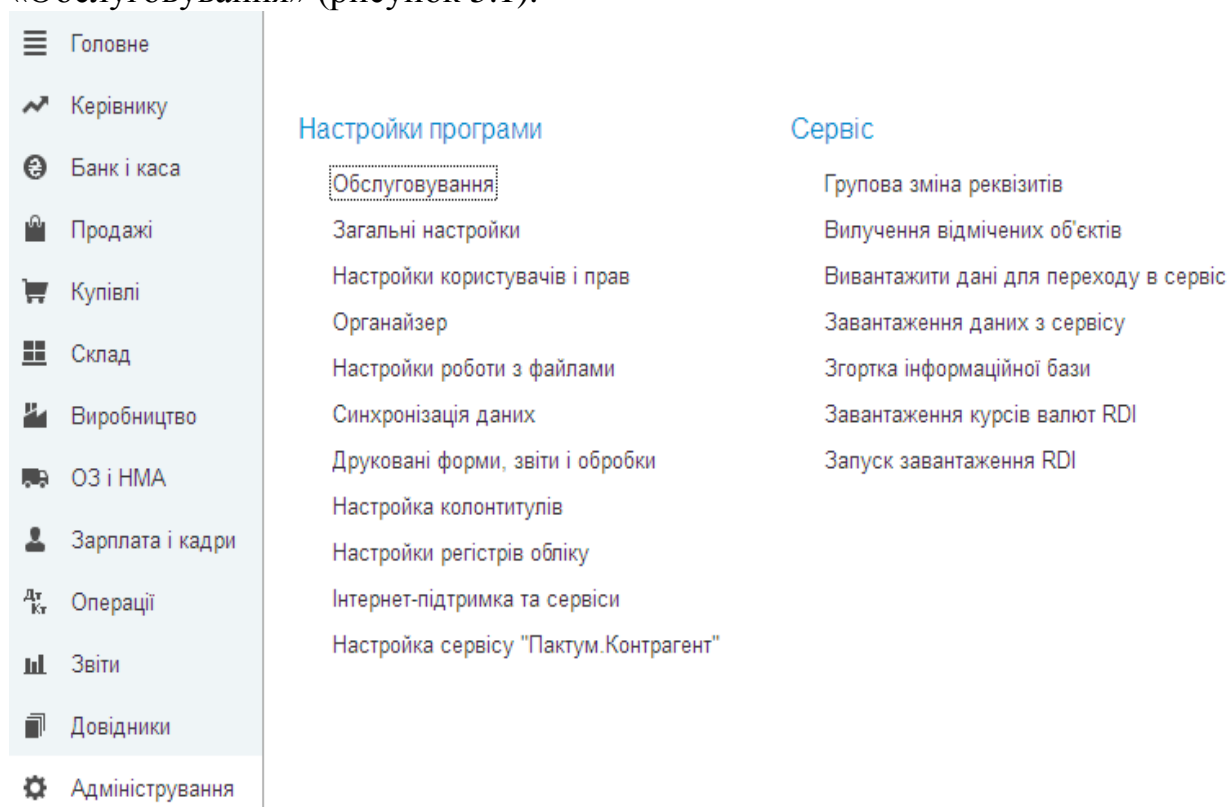 «Обслуговування» (рисунок 3.1).
Головне
Керівнику
Банк і каса
Продажі
Купівлі
Склад
Виробництво
ОЗ і НМА
Зарплата і кадри
Дт Кт Операції
Звіти
Довідники
Адміністрування
Настройки програми
Обслуговування
Загальні настройки
Настройки користувачів і прав
Органайзер
Настройки роботи з файлами
Синхронізація даних
Друковані форми, звіти і обробки
Настройка колонтитулів
Настройки регістрів обліку
Інтернет-підтримка та сервіси
Настройка сервісу "Пактум.Контрагент"
Сервіс
Групова зміна реквізитів
Вилучення відмічених об'єктів
Вивантажити дані для переходу в сервіс
Завантаження даних з сервісу
Згортка інформаційної бази
Завантаження курсів валют RDI
Запуск завантаження RDI